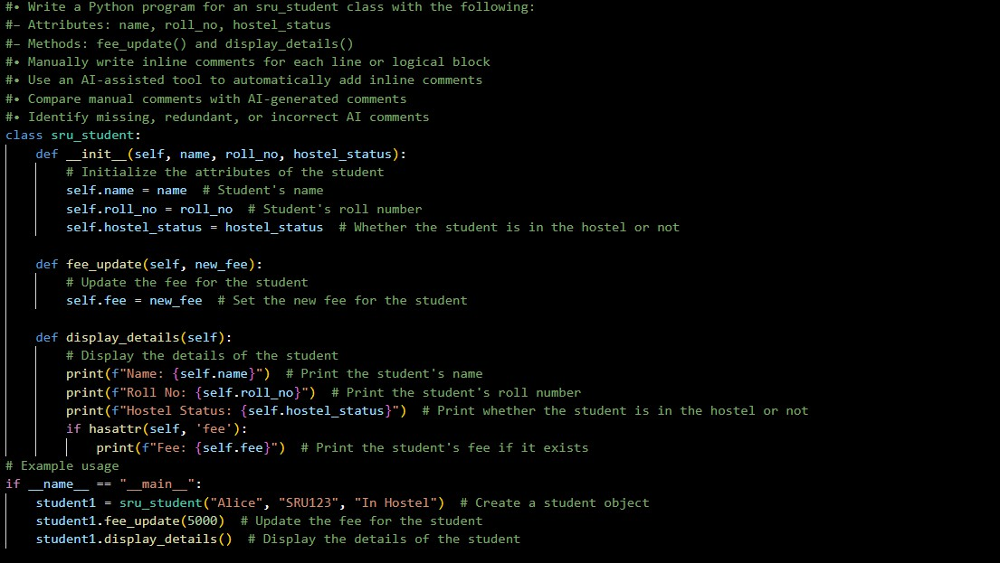 #• Write a Python program for an sru_student class with the following:
#– Attributes: name, roll_no, hostel_status
#– Methods: fee_update() and display_details()
#• Manually write inline comments for each line or logical block
#• Use an AI-assisted tool to automatically add inline comments
#• Compare manual comments with AI-generated comments
#• Identify missing, redundant, or incorrect AI comments
class sru_student:
    def __init__(self, name, roll_no, hostel_status):
        # Initialize the attributes of the student
        self.name = name  # Student's name
        self.roll_no = roll_no  # Student's roll number
        self.hostel_status = hostel_status  # Whether the student is in the hostel or not

    def fee_update(self, new_fee):
        # Update the fee for the student
        self.fee = new_fee  # Set the new fee for the student

    def display_details(self):
        # Display the details of the student
        print(f"Name: {self.name}")  # Print the student's name
        print(f"Roll No: {self.roll_no}")  # Print the student's roll number
        print(f"Hostel Status: {self.hostel_status}")  # Print whether the student is in the hostel or not
        if hasattr(self, 'fee'):
            print(f"Fee: {self.fee}")  # Print the student's fee if it exists
# Example usage
if __name__ == "__main__":
    student1 = sru_student("Alice", "SRU123", "In Hostel")  # Create a student object
    student1.fee_update(5000)  # Update the fee for the student
    student1.display_details()  # Display the details of the student